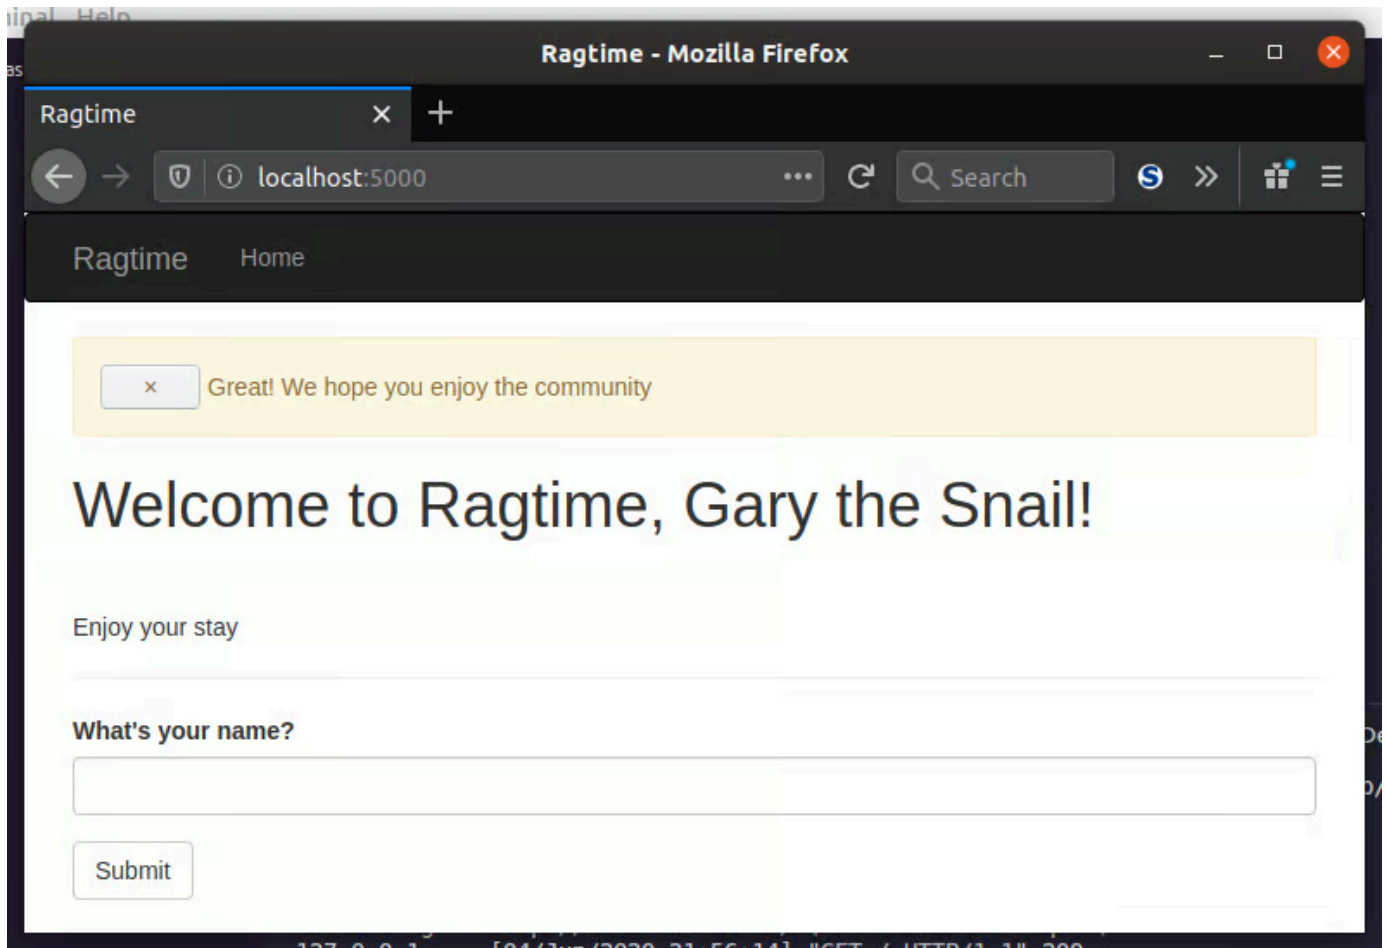 Help
Ragtime - Mozilla Firefox
Ragtime
localhost:5000
Search
Ragtime Home
× Great! We hope you enjoy the community
Welcome to Ragtime, Gary the Snail!
Enjoy your stay
What's your name?
Submit